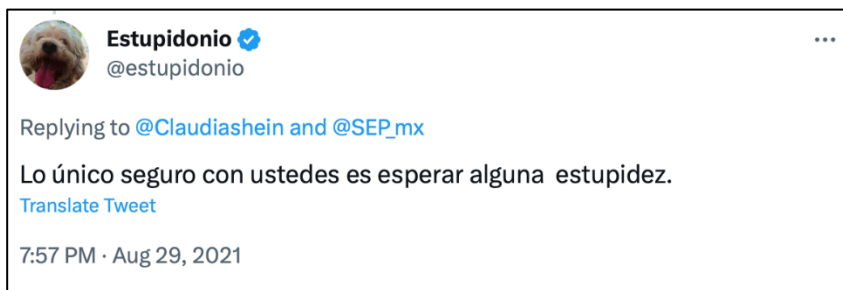 Estupidonio
@estupidonio
Replying to @Claudiashein and @SEP_mx
Lo único seguro con ustedes es esperar alguna  estupidez.
Translate Tweet
7:57 PM · Aug 29, 2021